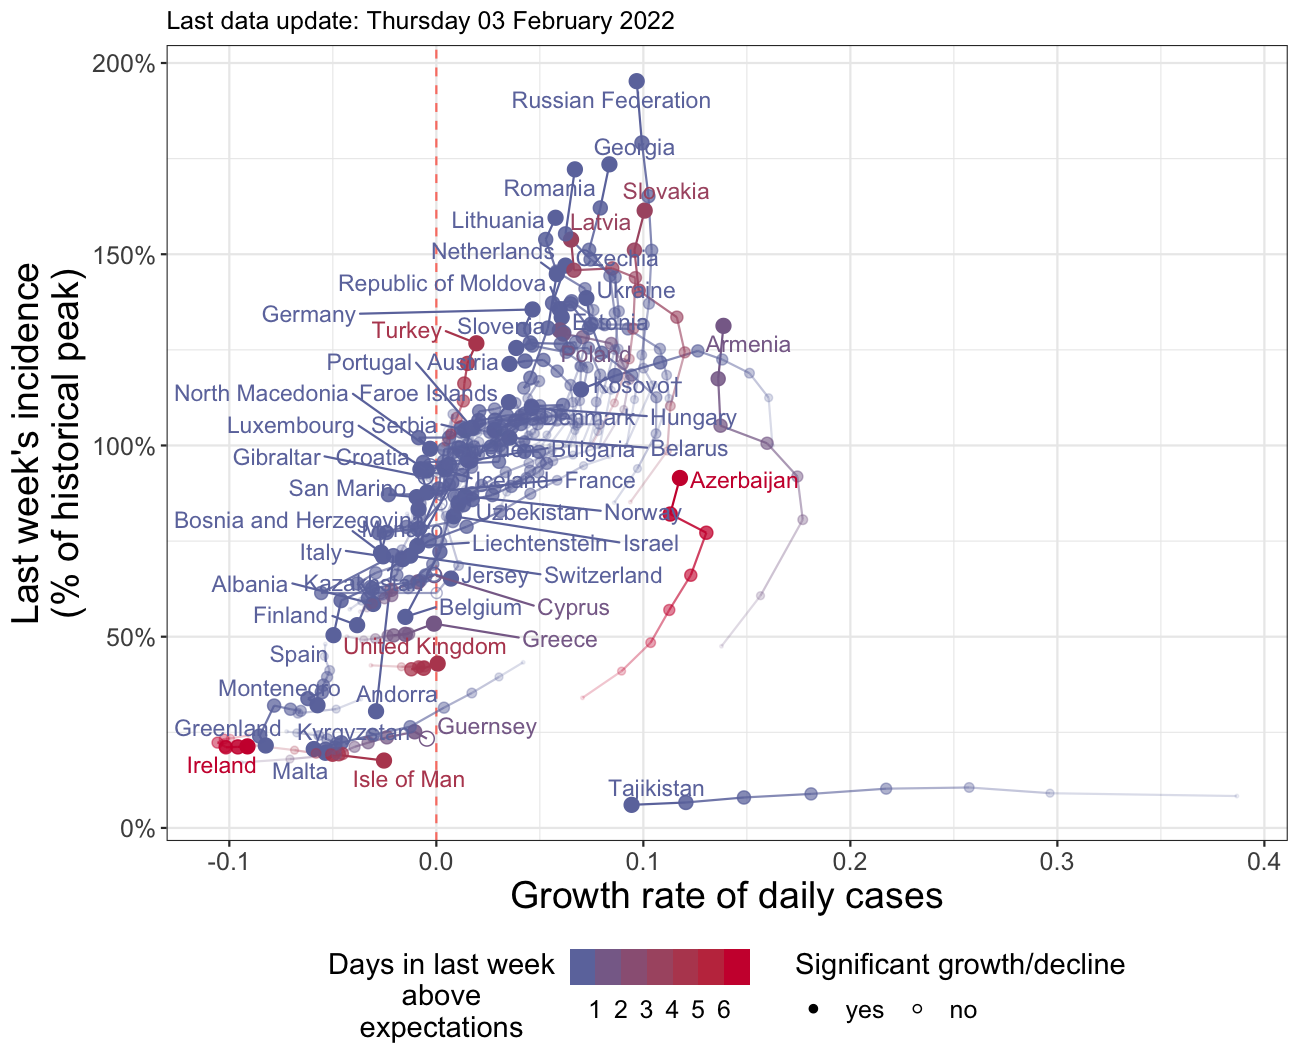 Last data update: Thursday 03 February 2022
200%
150%
100%
50%
0%
Last week's incidence
(% of historical peak)
Russian Federation
Georgia
Romania
Slovakia
Lithuania
Latvia
Netherlands
Czechia
Republic of Moldova
Ukraine
Germany
Turkey
Slovenia
Estonia
Armenia
Portugal
Austria
Poland
North Macedonia
Faroe Islands
Kosovo†
Luxembourg
Serbia
Denmark
Hungary
Gibraltar
Croatia
Bulgaria
Belarus
San Marino
Iceland
France
Azerbaijan
Bosnia and Herzegovina
Monaco
Uzbekistan
Norway
Italy
Liechtenstein
Israel
Albania
Kazakhstan
Jersey
Switzerland
Finland
Belgium
Cyprus
Greece
Spain
United Kingdom
Montenegro
Andorra
Greenland
Kyrgyzstan
Guernsey
Ireland
Malta
Isle of Man
Tajikistan
-0.1
0.0
0.1
0.2
0.3
0.4
Growth rate of daily cases
Days in last week
above
expectations
1 2 3 4 5 6
Significant growth/decline
yes
no